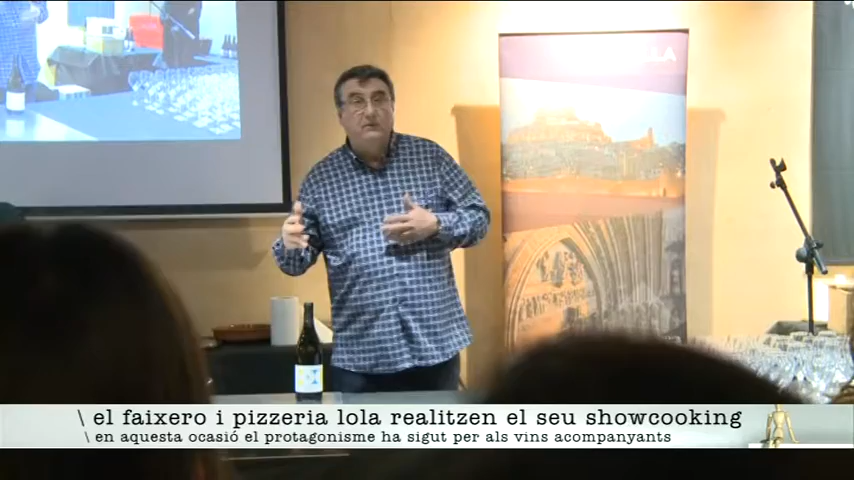 \ el faixero i pizzeria lola realitzen el seu showcooking
\ en aquesta ocasió el protagonisme ha sigut per als vins acompanyants